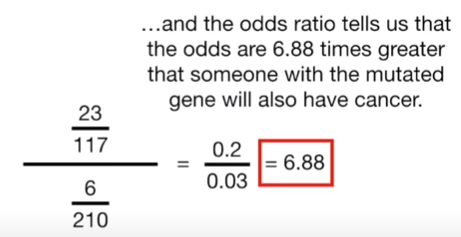 ...and the odds ratio tells us that
the odds are 6.88 times greater
that someone with the mutated
gene will also have cancer.
23
117
6
210
= 0.2
0.03
= 6.88